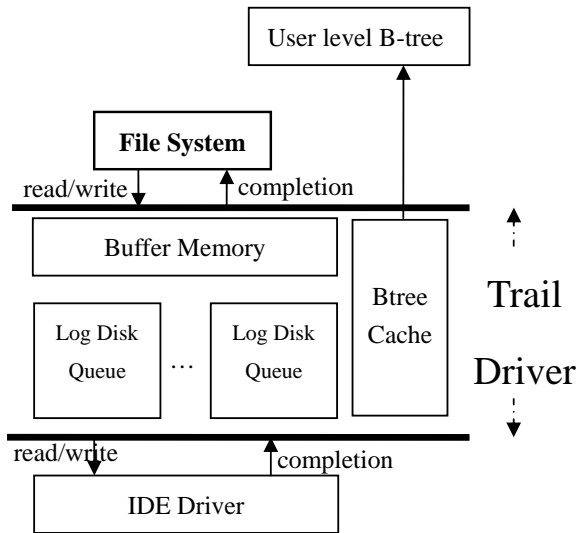 User level B-tree
File System
read/write
completion
Buffer Memory
Log Disk
Queue
…
Log Disk
Queue
Btree
Cache
Trail
Driver
read/write
completion
IDE Driver